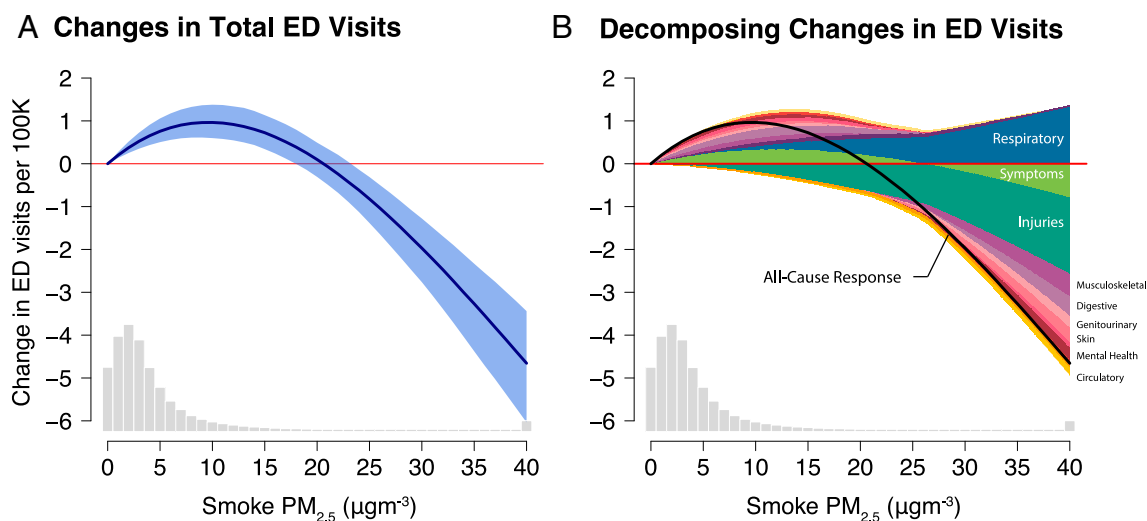 A Changes in Total ED Visits
Change in ED visits per 100K
2
1
0
−1
−2
−3
−4
−5
−6
0 5 10 15 20 25 30 35 40
Smoke PM2.5 (µgm-3)
B Decomposing Changes in ED Visits
2
1
0
−1
−2
−3
−4
−5
−6
Respiratory
Symptoms
Injuries
All-Cause Response
Musculoskeletal
Digestive
Genitourinary
Skin
Mental Health
Circulatory
0 5 10 15 20 25 30 35 40
Smoke PM2.5 (µgm-3)